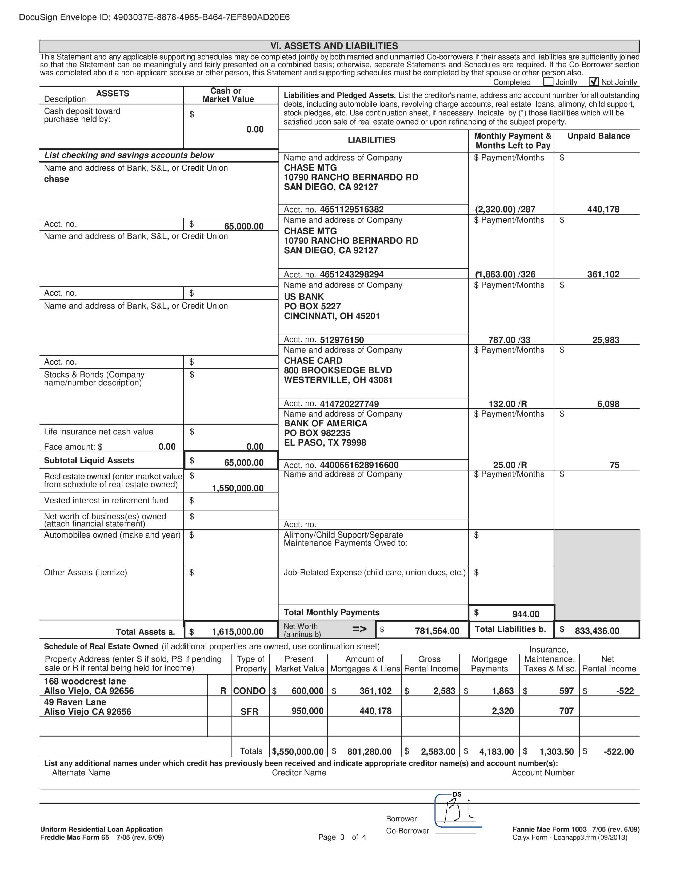 DocuSign Envelope ID: 4903037E-8878-4985-B464-7EF890AD20E6
VI. ASSETS AND LIABILITIES
This Statement and any applicable supporting schedules may be completed jointly by both married and unmarried Co-borrowers if their assets and liabilities are sufficiently joined
so that the Statement can be meaningfully and fairly presented on a combined basis; otherwise, separate Statements and Schedules are required. If the Co-Borrower section
was completed about a non-applicant spouse or other person, this Statement and supporting schedules must be completed by that spouse or other person also.
Completed Jointly Not Jointly
ASSETS
Description
Cash or
Market Value
Cash deposit toward
purchase held by:
$
0.00
List checking and savings accounts below
Name and address of Bank, S&L, or Credit Union
chase
Acct. no. $ 65,000.00
Name and address of Bank, S&L, or Credit Union
Acct. no. $
Name and address of Bank, S&L, or Credit Union
Acct. no. $
Stocks & Bonds (Company
name/number description)
$
Life insurance net cash value $
Face amount: $ 0.00 0.00
Subtotal Liquid Assets $ 65,000.00
Real estate owned (enter market value
from schedule of real estate owned)
$
1,550,000.00
Vested interest in retirement fund $
Net worth of business(es) owned
(attach financial statement)
$
Automobiles owned (make and year) $
Other Assets (itemize) $
Total Assets a. $ 1,615,000.00
Liabilities and Pledged Assets. List the creditor's name, address and account number for all outstanding
debts, including automobile loans, revolving charge accounts, real estate loans, alimony, child support,
stock pledges, etc. Use continuation sheet, if necessary. Indicate by (*) those liabilities which will be
satisfied upon sale of real estate owned or upon refinancing of the subject property.
LIABILITIES
Monthly Payment &
Months Left to Pay
Unpaid Balance
Name and address of Company $ Payment/Months $
CHASE MTG
10790 RANCHO BERNARDO RD
SAN DIEGO, CA 92127
Acct. no. 4651129516382 (2,320.00) /287 440,178
Name and address of Company $ Payment/Months $
CHASE MTG
10790 RANCHO BERNARDO RD
SAN DIEGO, CA 92127
Acct. no. 4651243298294 (1,863.00) /326 361,102
Name and address of Company $ Payment/Months $
US BANK
PO BOX 5227
CINCINNATI, OH 45201
Acct. no. 512976150 787.00 /33 25,983
Name and address of Company $ Payment/Months $
CHASE CARD
800 BROOKSEDGE BLVD
WESTERVILLE, OH 43081
Acct. no. 414720227749 132.00 /R 6,098
Name and address of Company $ Payment/Months $
BANK OF AMERICA
PO BOX 982235
EL PASO, TX 79998
Acct. no. 4400661628916600 25.00 /R 75
Name and address of Company $ Payment/Months $
Acct. no.
Alimony/Child Support/Separate
Maintenance Payments Owed to:
$
Job-Related Expense (child care, union dues, etc.) $
Total Monthly Payments $ 944.00
Net Worth
(a minus b)
=> $ 781,564.00 Total Liabilities b. $ 833,436.00
Schedule of Real Estate Owned (if additional properties are owned, use continuation sheet)
Property Address (enter S if sold, PS if pending
sale or R if rental being held for income)
Type of
Property
Present
Market Value
Amount of
Mortgages & Liens
Gross
Rental Income
Mortgage
Payments
Insurance,
Maintenance,
Taxes & Misc.
Net
Rental Income
168 woodcrest lane
Aliso Viejo, CA 92656 R CONDO $ 600,000 $ 361,102 $ 2,583 $ 1,863 $ 597 $ -522
49 Raven Lane
Aliso Viejo CA 92656 SFR 950,000 440,178 2,320 707
Totals $,550,000.00 $ 801,280.00 $ 2,583.00 $ 4,183.00 $ 1,303.50 $ -522.00
List any additional names under which credit has previously been received and indicate appropriate creditor name(s) and account number(s):
Alternate Name Creditor Name Account Number
DS
Borrower
Co-Borrower
Uniform Residential Loan Application
Freddie Mac Form 65 7/05 (rev. 6/09)
Page 3 of 4
Fannie Mae Form 1003 7/05 (rev. 6/09)
Calyx Form - Loanapp3.frm (09/2013)